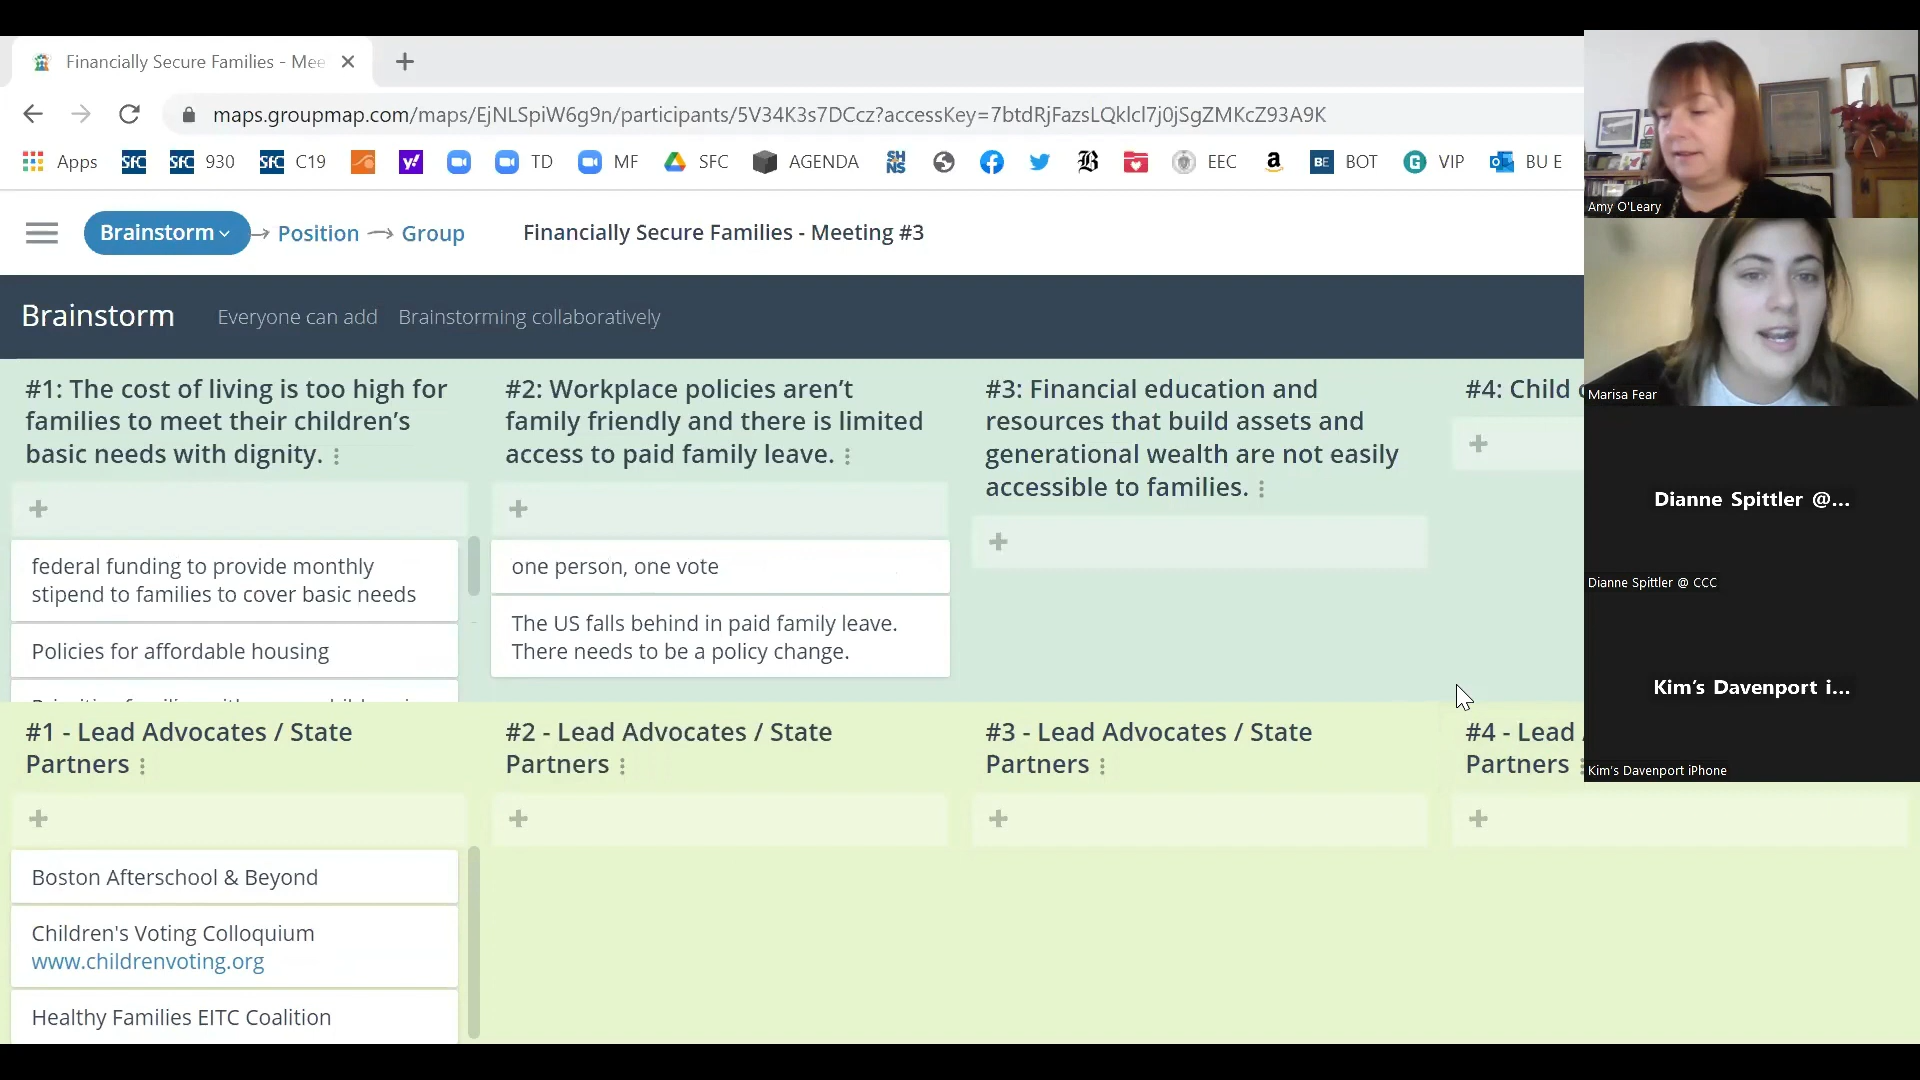 Financially Secure Families - Mee
maps.groupmap.com/maps/EjNLSpiW6g9n/participants/5V34K3s7DCcz?accessKey=7btdRjFazsLQklcl7j0jSgZMKcZ93A9K
Apps SfC SfC 930 SfC C19 y! TD MF SFC AGENDA SH NS B EEC a BE BOT G VIP BU E
Brainstorm Position Group Financially Secure Families - Meeting #3
Brainstorm Everyone can add Brainstorming collaboratively
#1: The cost of living is too high for
families to meet their children's
basic needs with dignity.
federal funding to provide monthly
stipend to families to cover basic needs
Policies for affordable housing
#2: Workplace policies aren't
family friendly and there is limited
access to paid family leave.
one person, one vote
The US falls behind in paid family leave.
There needs to be a policy change.
#3: Financial education and
resources that build assets and
generational wealth are not easily
accessible to families.
#4: Child
#1 - Lead Advocates / State
Partners
Boston Afterschool & Beyond
Children's Voting Colloquium
www.childrenvoting.org
Healthy Families EITC Coalition
#2 - Lead Advocates / State
Partners
#3 - Lead Advocates / State
Partners
#4 - Lead
Partners
Amy O'Leary
Marisa Fear
Dianne Spittler @...
Dianne Spittler @ CCC
Kim's Davenport i...
Kim's Davenport iPhone